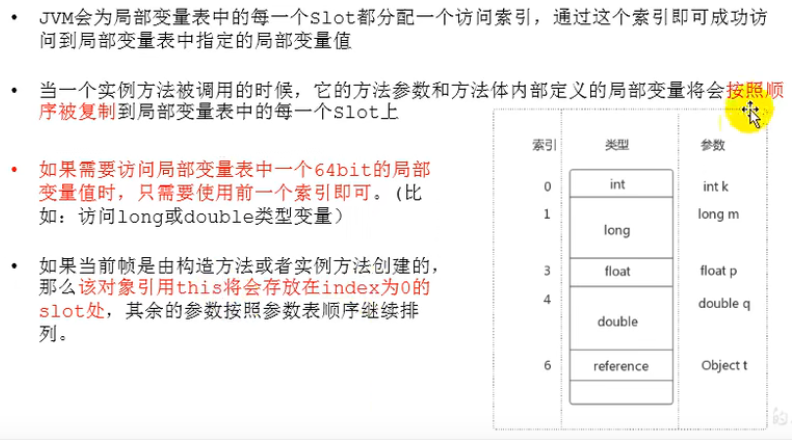 • JVM会为局部变量表中的每一个Slot都分配一个访问索引，通过这个索引即可成功访
问到局部变量表中指定的局部变量值
• 当一个实例方法被调用的时候，它的方法参数和方法体内部定义的局部变量将会按照顺
序被复制到局部变量表中的每一个Slot上
• 如果需要访问局部变量表中一个64bit的局部
变量值时，只需要使用前一个索引即可。(比
如：访问long或double类型变量）
• 如果当前帧是由构造方法或者实例方法创建的，
那么该对象引用this将会存放在index为0的
slot处，其余的参数按照参数表顺序继续排
列。
索引 类型 参数
0 int int k
1 long long m
3 float float p
4 double double q
6 reference Object t